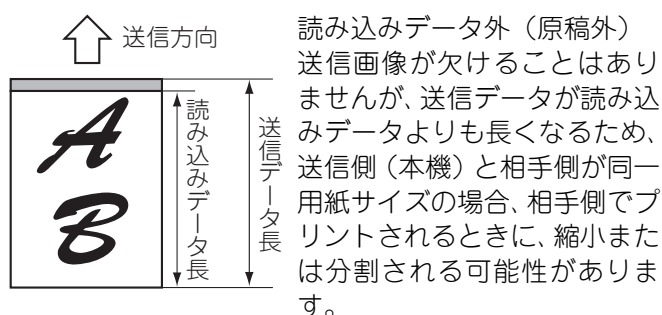 送信方向
A
B
読み込みデータ長
送信データ長
読み込みデータ外（原稿外）
送信画像が欠けることはあり
ませんが、送信データが読み込
みデータよりも長くなるため、
送信側（本機）と相手側が同一
用紙サイズの場合、相手側でプ
リントされるときに、縮小また
は分割される可能性がありま
す。